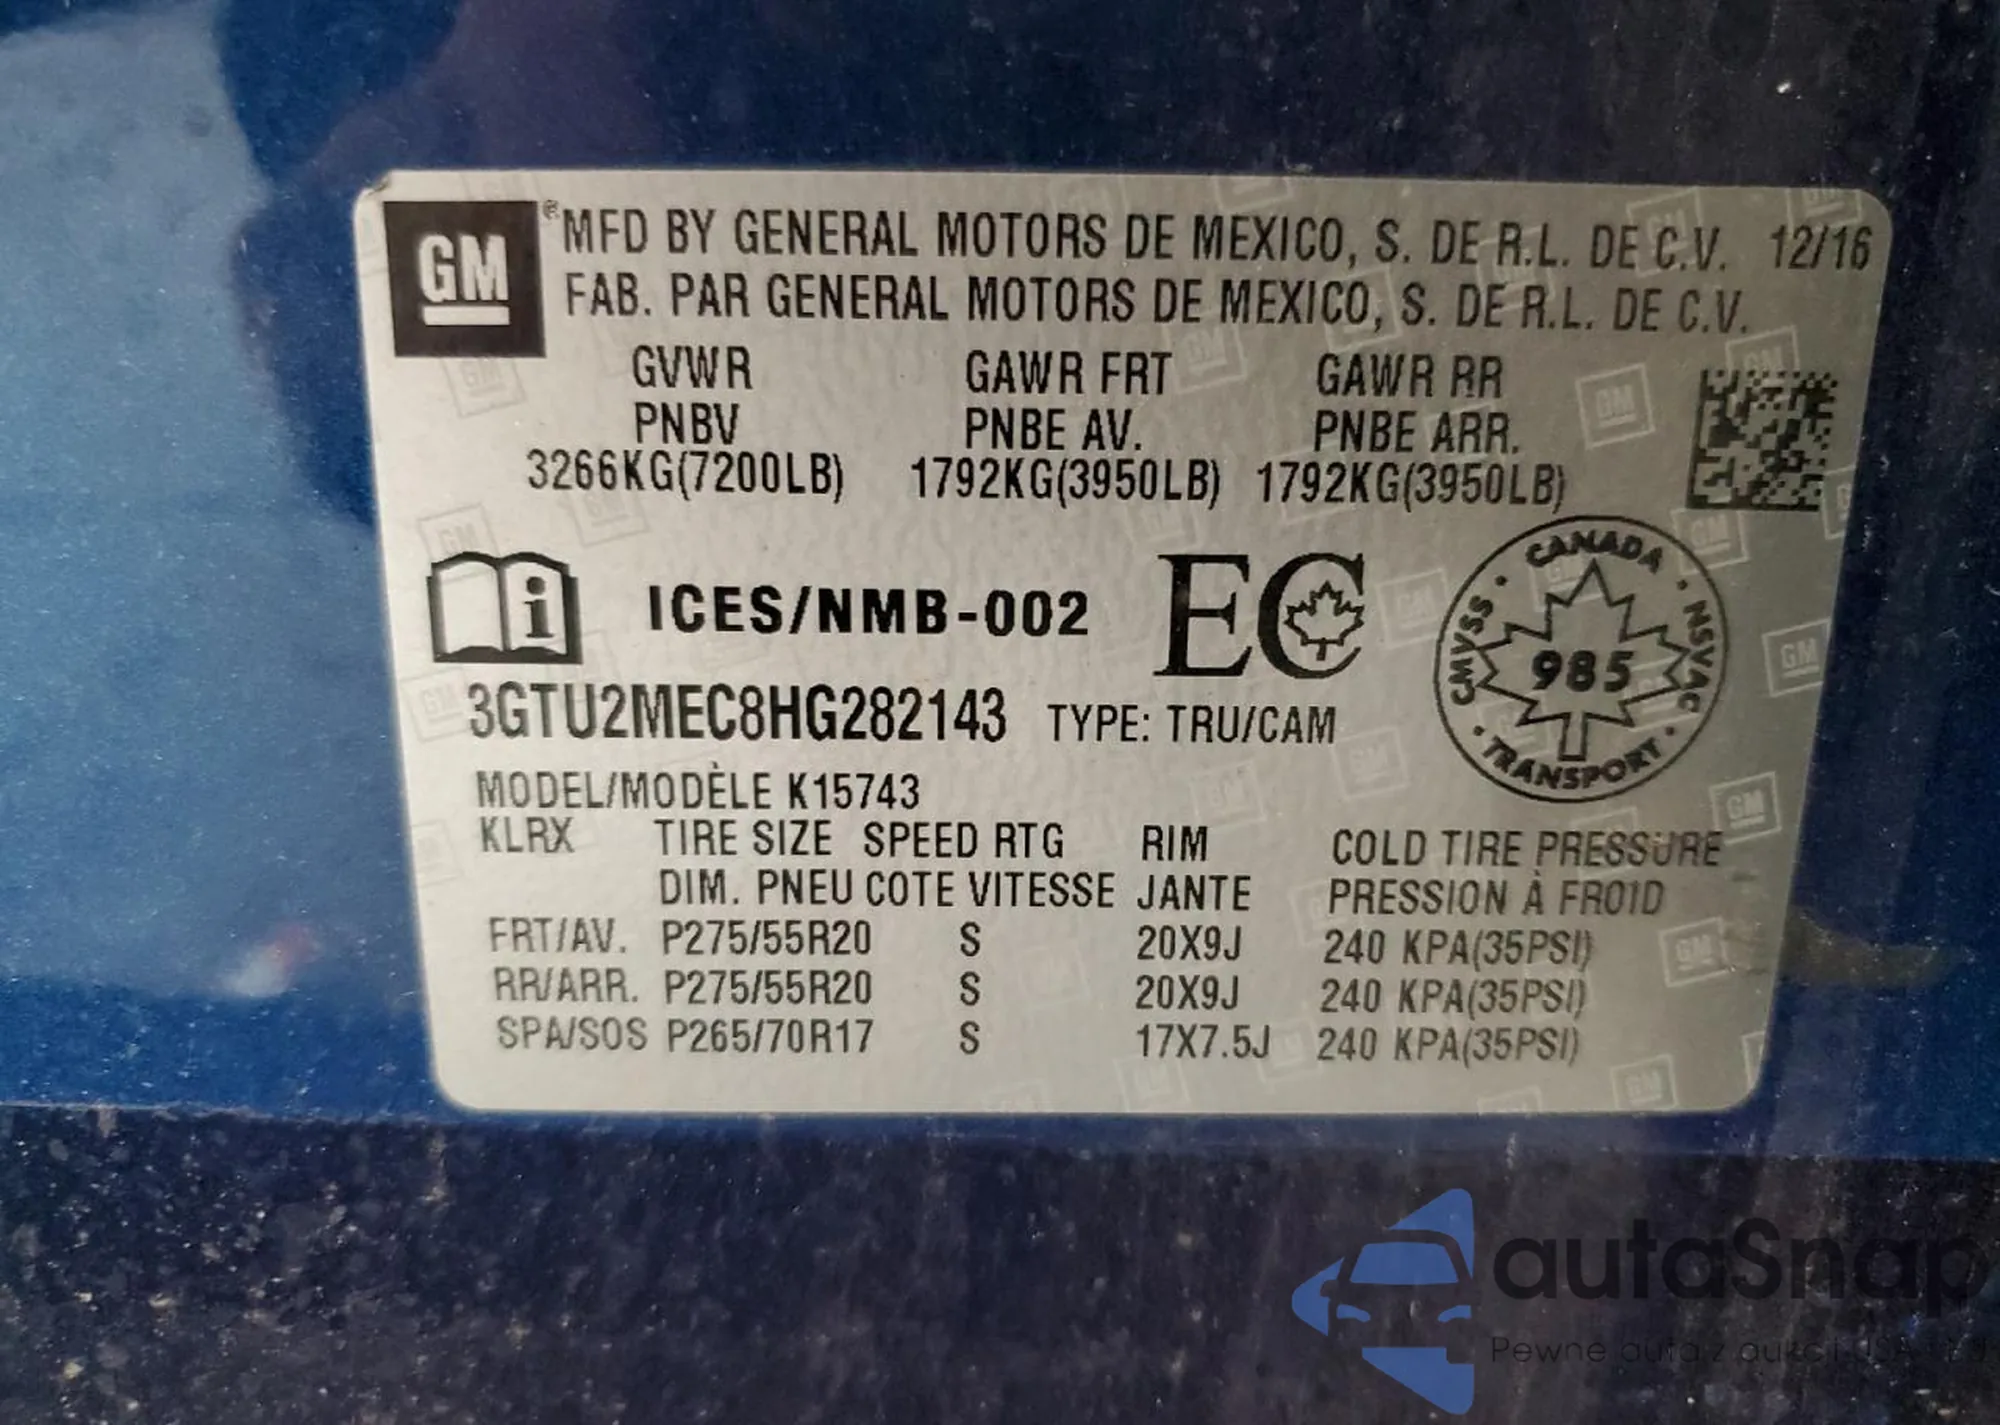 GM ® MFD BY GENERAL MOTORS DE MEXICO, S. DE R.L. DE C.V. 12/16
FAB. PAR GENERAL MOTORS DE MEXICO, S. DE R.L. DE C.V.
GVWR GAWR FRT GAWR RR
PNBV PNBE AV. PNBE ARR.
3266KG(7200LB) 1792KG(3950LB) 1792KG(3950LB)
i ICES/NMB-002 EC
CANADA · NSVAC · TRANSPORT · CMVSS ·
985
3GTU2MEC8HG282143 TYPE: TRU/CAM
MODEL/MODÈLE K15743
KLRX TIRE SIZE SPEED RTG RIM COLD TIRE PRESSURE
DIM. PNEU COTE VITESSE JANTE PRESSION À FROID
FRT/AV. P275/55R20 S 20X9J 240 KPA(35PSI)
RR/ARR. P275/55R20 S 20X9J 240 KPA(35PSI)
SPA/SOS P265/70R17 S 17X7.5J 240 KPA(35PSI)
autaSnap
Pewne auta z aukcji USA